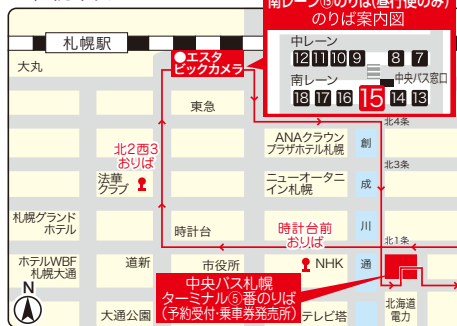 南レーン⑮のりば(昼行便のみ)
のりば案内図
中レーン
12 11 10 9 8 7
南レーン
中央バス窓口
18 17 16 15 14 13
札幌駅
大丸
●エスタ
ビックカメラ
東急
北4条
ANAクラウン
プラザホテル札幌
創
北2西3
おりば
北3条
法華
クラブ
ニューオータニ
イン札幌
成
札幌グランド
ホテル
時計台
時計台前
おりば
川
北1条
ホテルWBF
札幌大通
道新
市役所
NHK
通
N
中央バス札幌
ターミナル⑤番のりば
(予約受付・乗車券発売所)
大通公園
テレビ塔
北海道
電力